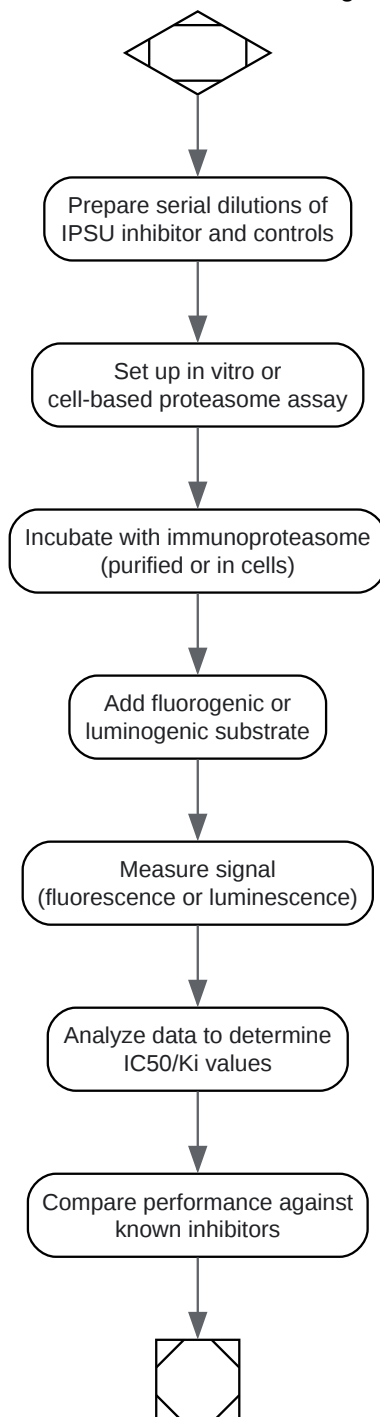 Prepare serial dilutions of
IPSU inhibitor and controls
Set up in vitro or
cell-based proteasome assay
Incubate with immunoproteasome
(purified or in cells)
Add fluorogenic or
luminogenic substrate
Measure signal
(fluorescence or luminescence)
Analyze data to determine
IC50/Ki values
Compare performance against
known inhibitors